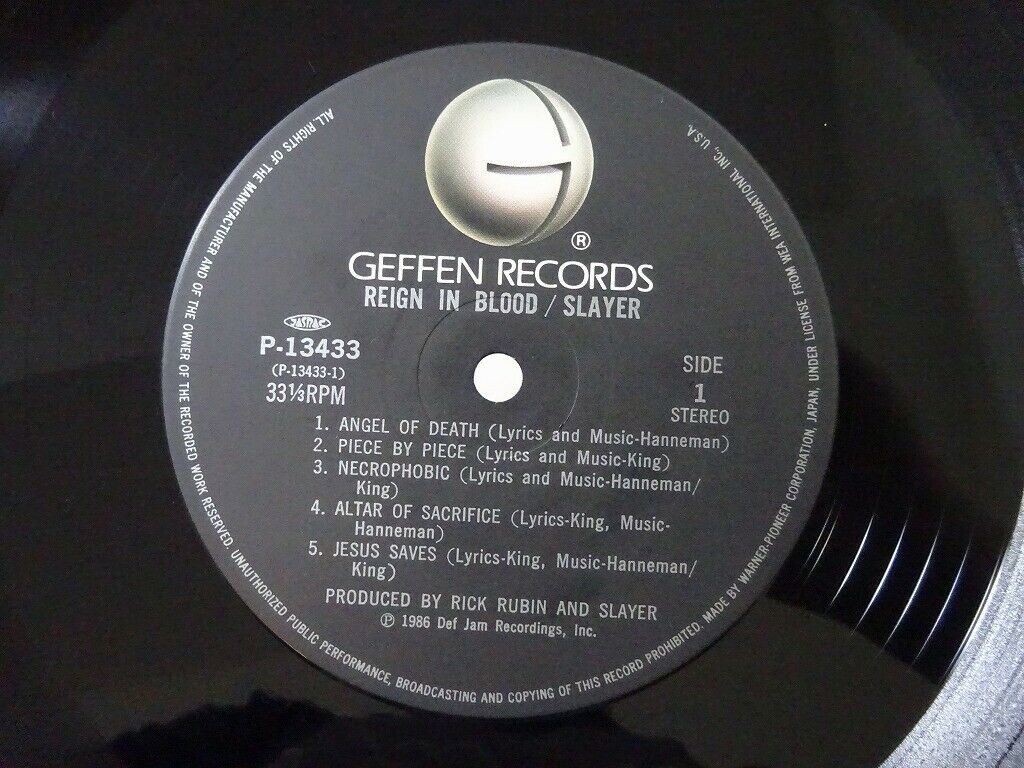 ®
GEFFEN RECORDS
REIGN IN BLOOD / SLAYER
JASRAC
P-13433
(P-13433-1)
33⅓RPM
SIDE
1
STEREO
1. ANGEL OF DEATH (Lyrics and Music-Hanneman)
2. PIECE BY PIECE (Lyrics and Music-King)
3. NECROPHOBIC (Lyrics and Music-Hanneman/
King)
4. ALTAR OF SACRIFICE (Lyrics-King, Music-
Hanneman)
5. JESUS SAVES (Lyrics-King, Music-Hanneman/
King)
PRODUCED BY RICK RUBIN AND SLAYER
℗ 1986 Def Jam Recordings, Inc.
ALL RIGHTS OF THE MANUFACTURER AND OF THE OWNER OF THE RECORDED WORK RESERVED. UNAUTHORIZED PUBLIC PERFORMANCE, BROADCASTING AND COPYING OF THIS RECORD PROHIBITED. MADE BY WARNER-PIONEER CORPORATION JAPAN, UNDER LICENSE FROM WEA INTERNATIONAL INC., U.S.A.